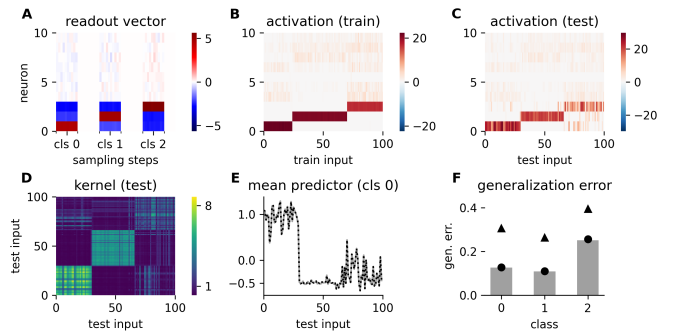 A readout vector
10
5
0
neuron
cls 0 cls 1 cls 2
sampling steps
5
0
−5
B activation (train)
10
5
0
0 50 100
train input
20
0
−20
C activation (test)
10
5
0
0 50 100
test input
20
0
−20
D kernel (test)
100
50
0
test input
0 50 100
test input
8
1
E mean predictor (cls 0)
1.0
0.0
−0.5
0 50 100
test input
F generalization error
0.4
0.2
0.0
gen. err.
0 1 2
class